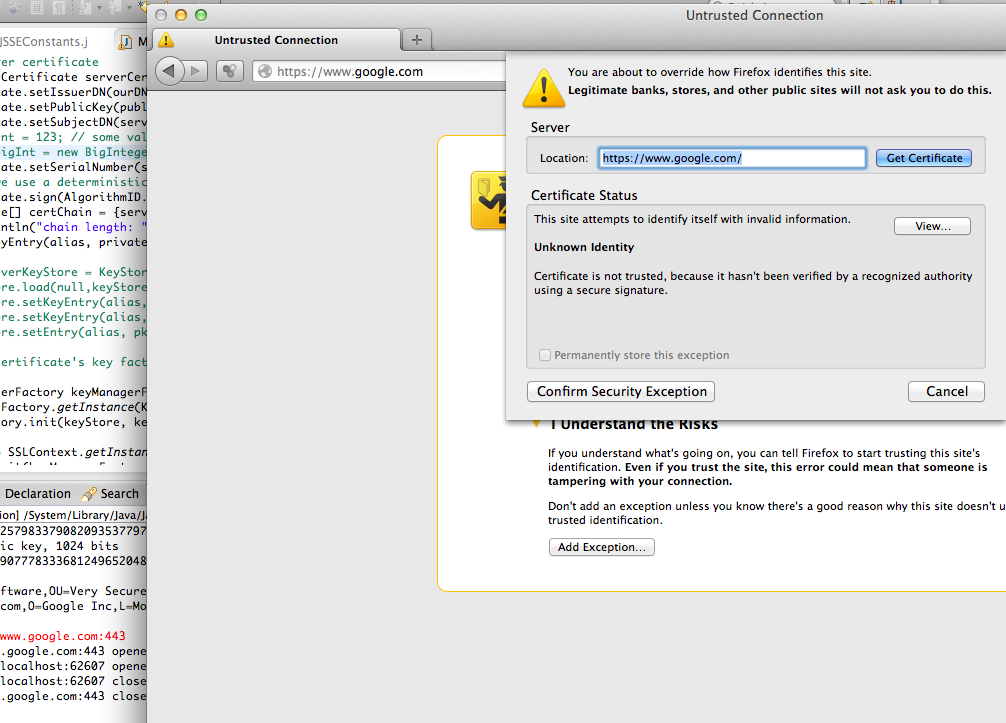 JSSEConstants.j
M
er certificate
Certificate serverCer
ate.setIssuerDN(ourDN
ate.setPublicKey(publ
ate.setSubjectDN(serv
nt = 123; // some val
igInt = new BigIntege
ate.setSerialNumber(s
e use a deterministic
ate.sign(AlgorithmID.
e[] certChain = {serv
ntln("chain length: "
yEntry(alias, private
rverKeyStore = KeyStor
ore.load(null,keyStore
ore.setKeyEntry(alias,
ore.setKeyEntry(alias,
ore.setEntry(alias, pk
ertificate's key fact
erFactory keyManagerF
Factory.getInstance(K
ory.init(keyStore, ke
SSLContext.getInstan
Declaration
Search
ion] /System/Library/Java/Ja
2579833790820935377​97
ic key, 1024 bits
9077783336812496520​48
ftware,OU=Very Secure
com,O=Google Inc,L=Mo
www.google.com:443
.google.com:443 opene
localhost:62607 opene
localhost:62607 close
.google.com:443 close
Untrusted Connection
Untrusted Connection
https://www.google.com
You are about to override how Firefox identifies this site.
Legitimate banks, stores, and other public sites will not ask you to do this.
Server
Location: https://www.google.com/ Get Certificate
Certificate Status
This site attempts to identify itself with invalid information.
View...
Unknown Identity
Certificate is not trusted, because it hasn't been verified by a recognized authority
using a secure signature.
Permanently store this exception
Confirm Security Exception
Cancel
I Understand the Risks
If you understand what's going on, you can tell Firefox to start trusting this site's
identification. Even if you trust the site, this error could mean that someone is
tampering with your connection.
Don't add an exception unless you know there's a good reason why this site doesn't u
trusted identification.
Add Exception...